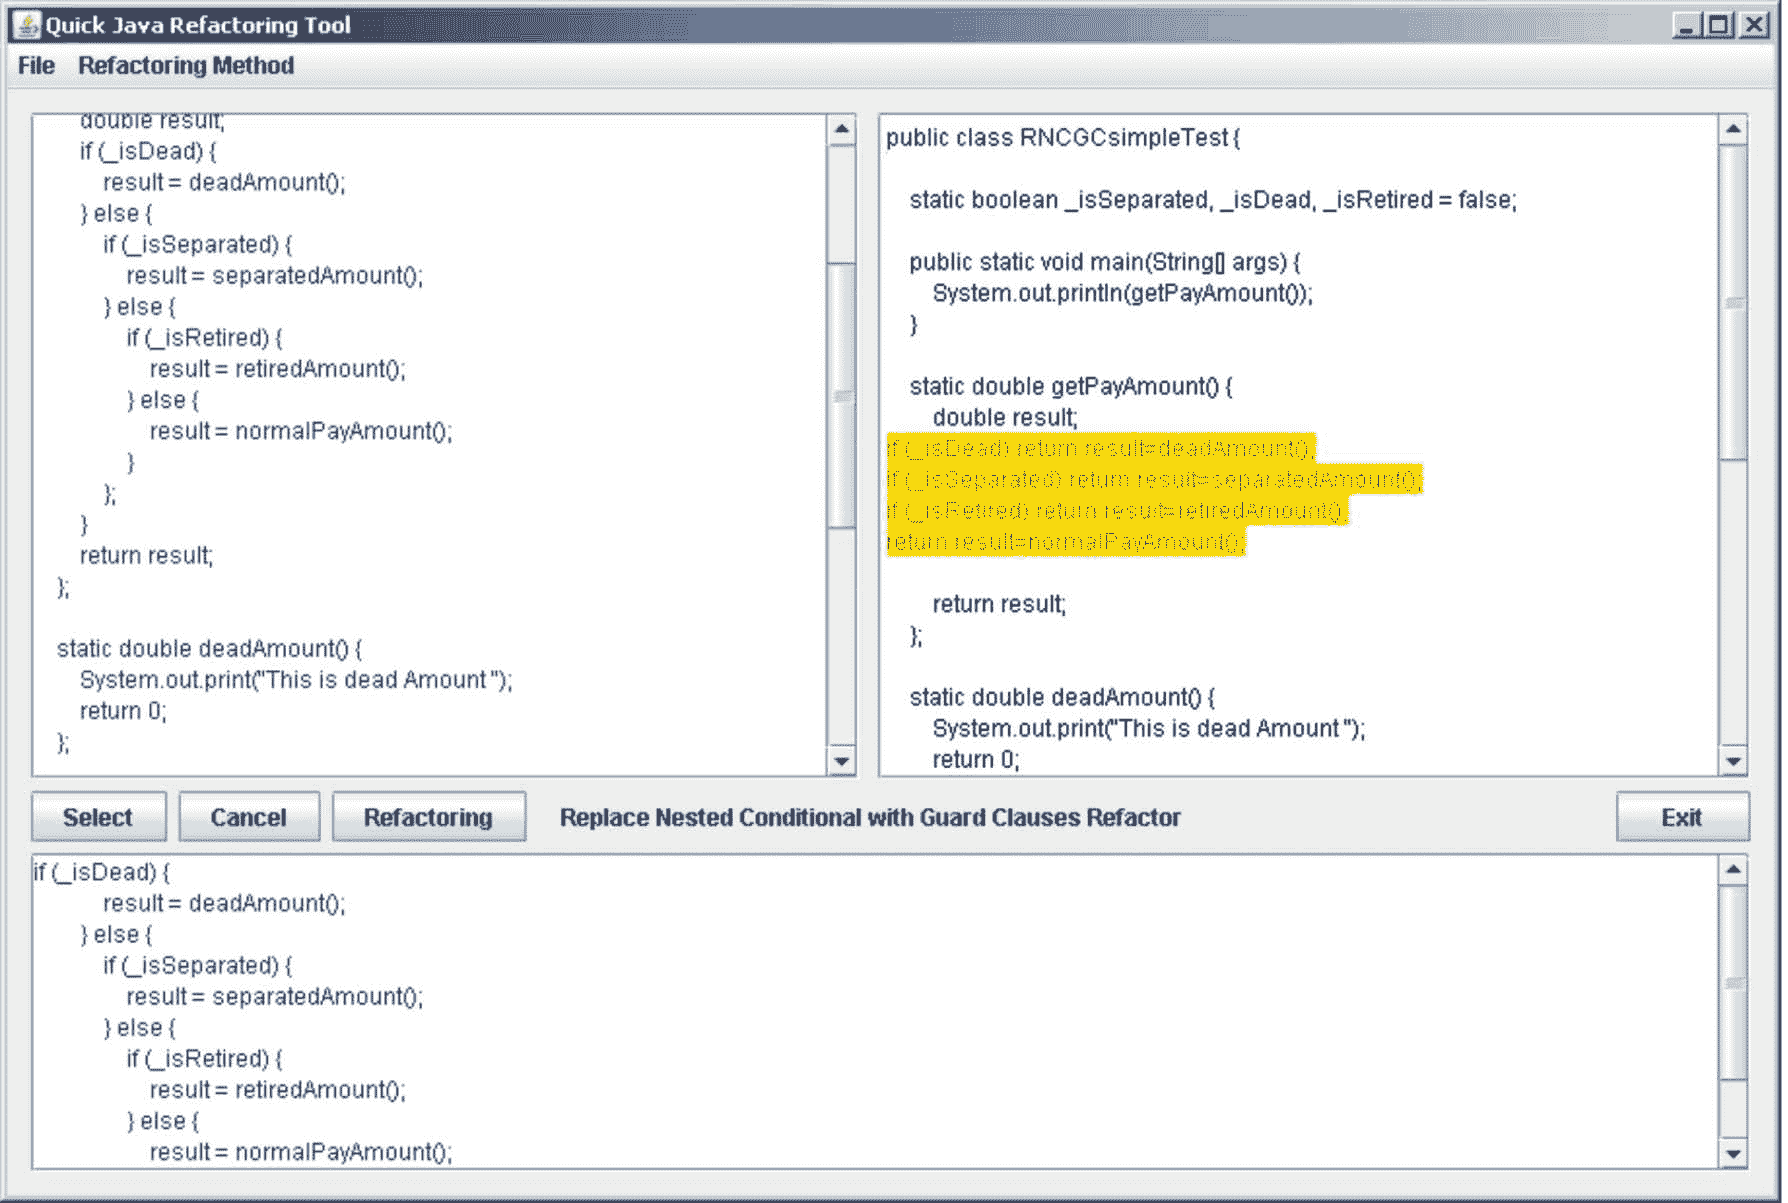 Quick Java Refactoring Tool
File Refactoring Method
double result;
if (_isDead) {
result = deadAmount();
} else {
if (_isSeparated) {
result = separatedAmount();
} else {
if (_isRetired) {
result = retiredAmount();
} else {
result = normalPayAmount();
}
};
}
return result;
};
static double deadAmount() {
System.out.print("This is dead Amount");
return 0;
};
public class RNCGCsimpleTest {
static boolean _isSeparated, _isDead, _isRetired = false;
public static void main(String[] args) {
System.out.println(getPayAmount());
}
static double getPayAmount() {
double result;
if (_isDead) return result=deadAmount();
if (_isSeparated) return result=separatedAmount();
if (_isRetired) return result=retiredAmount();
return result=normalPayAmount();
return result;
};
static double deadAmount() {
System.out.print("This is dead Amount");
return 0;
Select Cancel Refactoring Replace Nested Conditional with Guard Clauses Refactor Exit
if (_isDead) {
result = deadAmount();
} else {
if (_isSeparated) {
result = separatedAmount();
} else {
if (_isRetired) {
result = retiredAmount();
} else {
result = normalPayAmount();